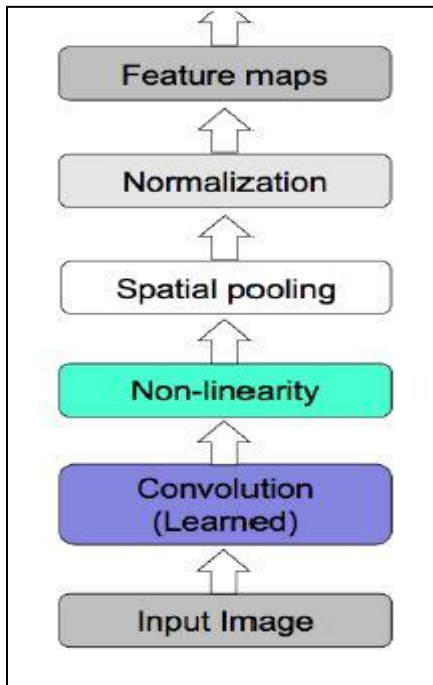 Feature maps
Normalization
Spatial pooling
Non-linearity
Convolution
(Learned)
Input Image